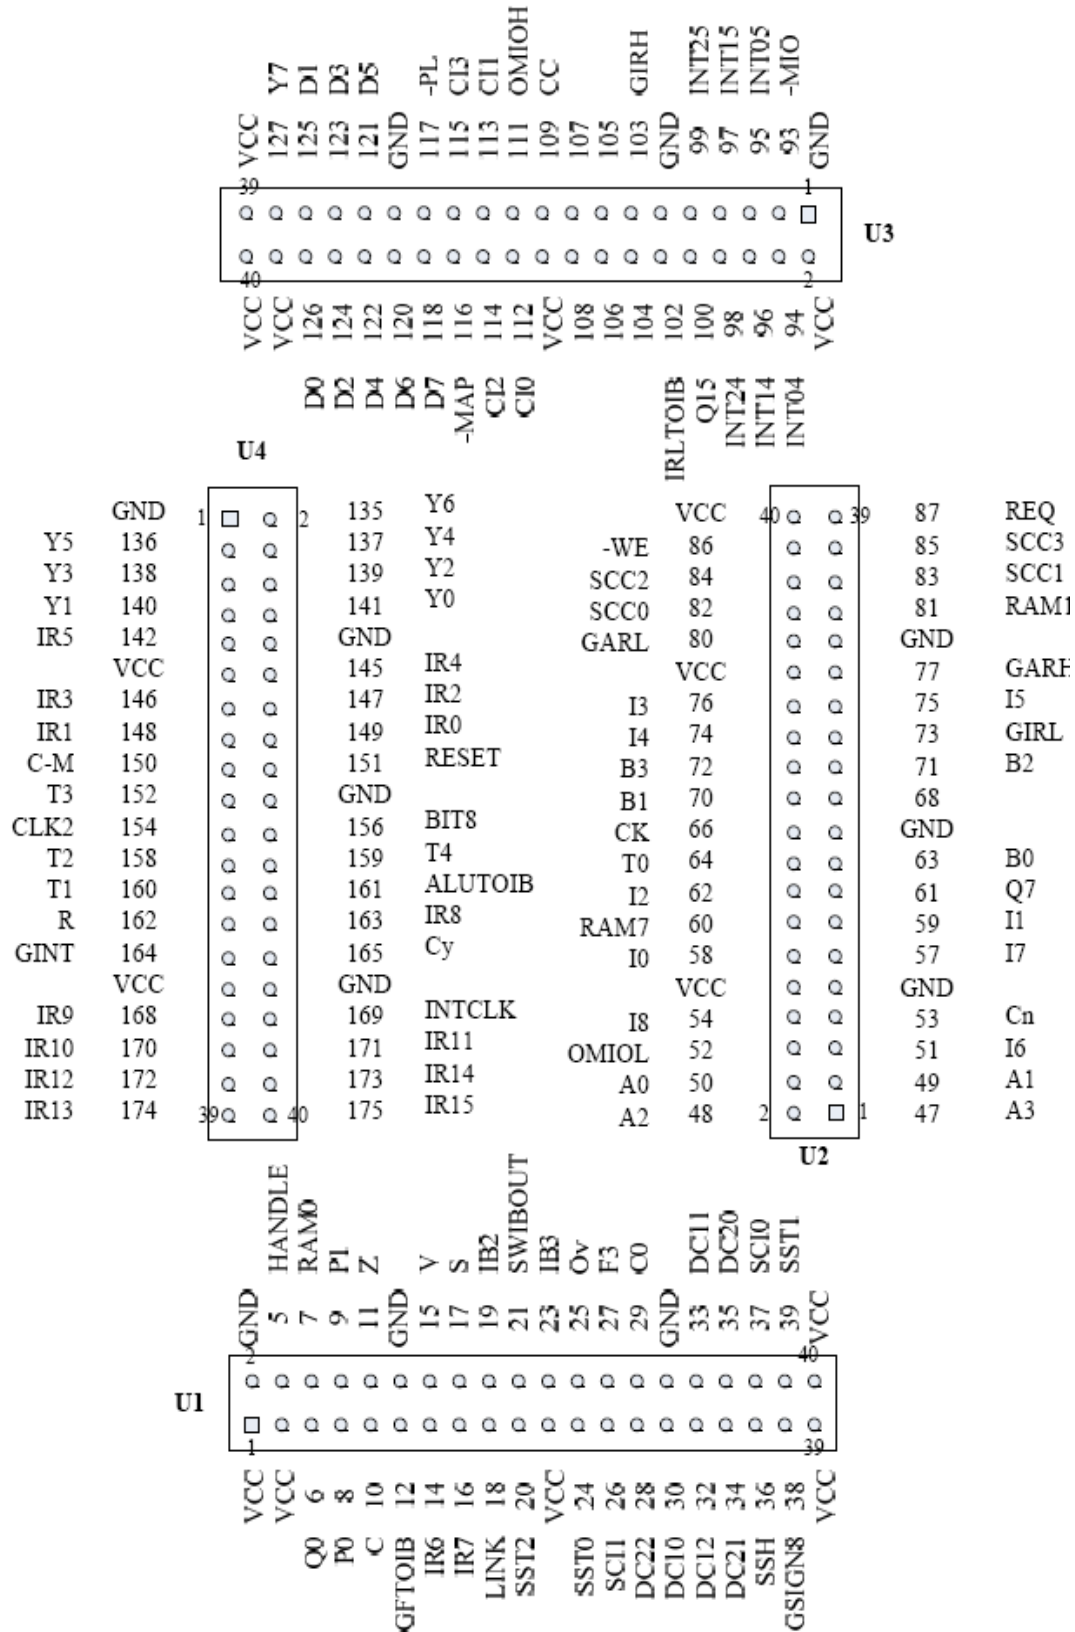 Y7 D1 D3 D5 -PL CI3 CI1 OMIOH CC GIRH INT25 INT15 INT05 -MIO
VCC 127 125 123 121 GND 117 115 113 111 109 107 105 103 GND 99 97 95 93 GND
39 1
U3
40 2
VCC VCC 126 124 122 120 118 116 114 112 VCC 108 106 104 102 100 98 96 94 VCC
D0 D2 D4 D6 D7 -MAP CI2 CI0 IRLTOIB Q15 INT24 INT14 INT04
U4
GND 1 2 135 Y6
Y5 136 137 Y4
Y3 138 139 Y2
Y1 140 141 Y0
IR5 142 GND
VCC 145 IR4
IR3 146 147 IR2
IR1 148 149 IR0
C-M 150 151 RESET
T3 152 GND
CLK2 154 156 BIT8
T2 158 159 T4
T1 160 161 ALUTOIB
R 162 163 IR8
GINT 164 165 Cy
VCC GND
IR9 168 169 INTCLK
IR10 170 171 IR11
IR12 172 173 IR14
IR13 174 39 40 175 IR15
VCC 40 39 87 REQ
-WE 86 85 SCC3
SCC2 84 83 SCC1
SCC0 82 81 RAM1
GARL 80 GND
VCC 77 GARH
I3 76 75 I5
I4 74 73 GIRL
B3 72 71 B2
B1 70 68
CK 66 GND
T0 64 63 B0
I2 62 61 Q7
RAM7 60 59 I1
I0 58 57 I7
VCC GND
I8 54 53 Cn
OMIOL 52 51 I6
A0 50 49 A1
A2 48 2 1 47 A3
U2
HANDLE RAM0 P1 Z V S IB2 SWIBOUT IB3 Ov F3 C0 DC11 DC20 SCI0 SST1
GND 5 7 9 11 GND 15 17 19 21 23 25 27 29 GND 33 35 37 39 VCC
2 40
U1
1 39
VCC VCC 6 8 10 12 14 16 18 20 VCC 24 26 28 30 32 34 36 38 VCC
Q0 P0 C GFTOIB IR6 IR7 LINK SST2 SST0 SCI1 DC22 DC10 DC12 DC21 SSH GSIGN8